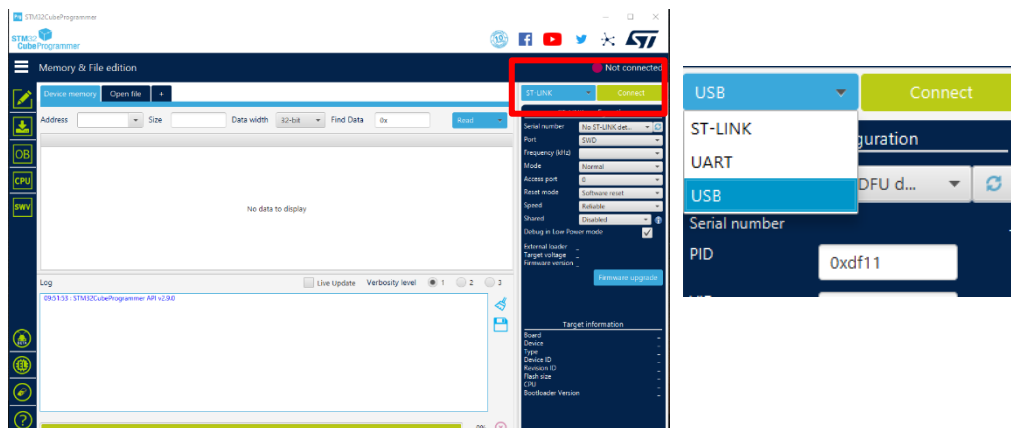 STM32CubeProgrammer
STM32
CubeProgrammer
Memory & File edition
Not connected
Device memory Open file +
ST-LINK Connect
Address Size Data width 32-bit Find Data 0x Read
Serial number No ST-LINK det...
Port SWD
Frequency (kHz)
Mode Normal
Access port 0
Reset mode Software reset
Speed Reliable
Shared Disabled
Debug in Low Power mode
External loader _
Target voltage _
Firmware version _
Firmware upgrade
OB
CPU
SWV
No data to display
Log Live Update Verbosity level 1 2 3
09:51:53 : STM32CubeProgrammer API v2.9.0
Target information
Board _
Device _
Type _
Device ID _
Revision ID _
Flash size _
CPU _
Bootloader Version _
0%
USB Connect
ST-LINK
UART
USB
guration
DFU d...
Serial number
PID 0xdf11